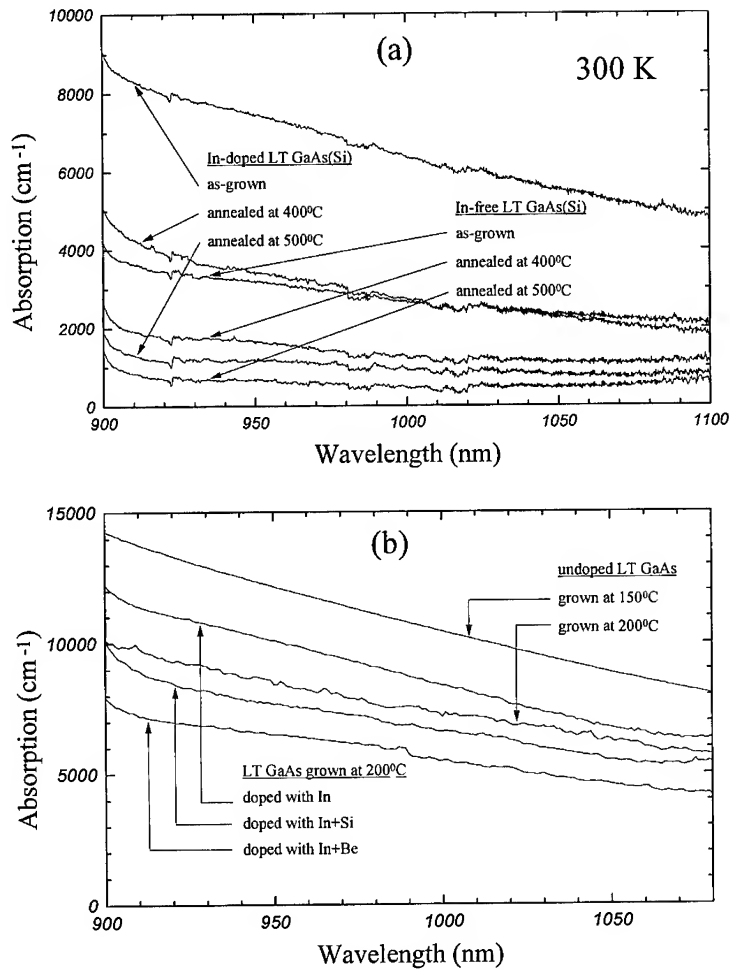 10000
(a)
300 K
8000
In-doped LT GaAs(Si)
as-grown
6000
In-free LT GaAs(Si)
annealed at 400⁰C
as-grown
annealed at 500⁰C
4000
annealed at 400⁰C
annealed at 500⁰C
2000
0
Absorption (cm⁻¹)
900 950 1000 1050 1100
Wavelength (nm)
15000
(b)
undoped LT GaAs
grown at 150⁰C
grown at 200⁰C
10000
Absorption (cm⁻¹)
5000
LT GaAs grown at 200⁰C
doped with In
doped with In+Si
doped with In+Be
0
900 950 1000 1050
Wavelength (nm)